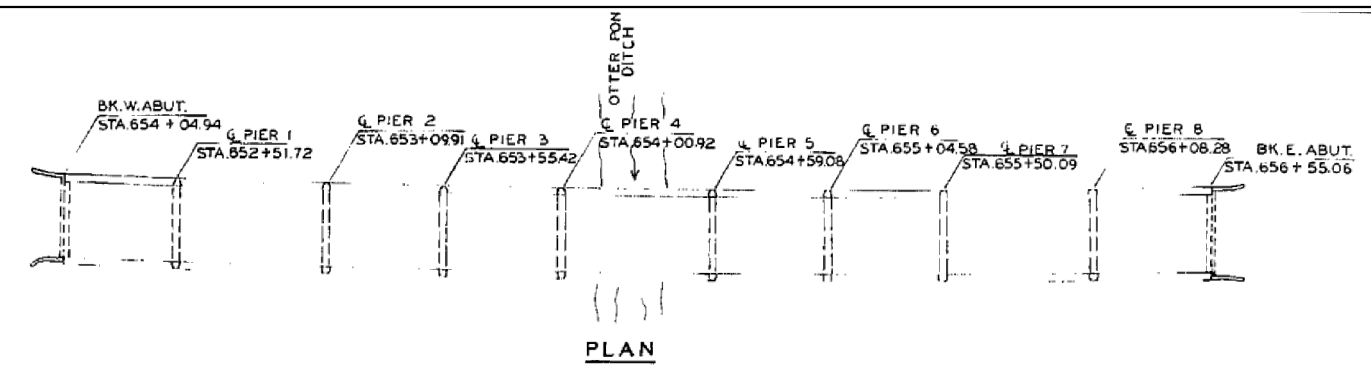 OTTER PON
DITCH
BK. W. ABUT.
STA. 654 + 04.94
℄ PIER 1
STA. 652+51.72
℄ PIER 2
STA. 653+09.91
℄ PIER 3
STA. 653+55.42
℄ PIER 4
STA. 654+00.92
℄ PIER 5
STA. 654+59.08
℄ PIER 6
STA. 655+04.58
℄ PIER 7
STA. 655+50.09
℄ PIER 8
STA. 656+08.28
BK. E. ABUT.
STA. 656+ 55.06
PLAN